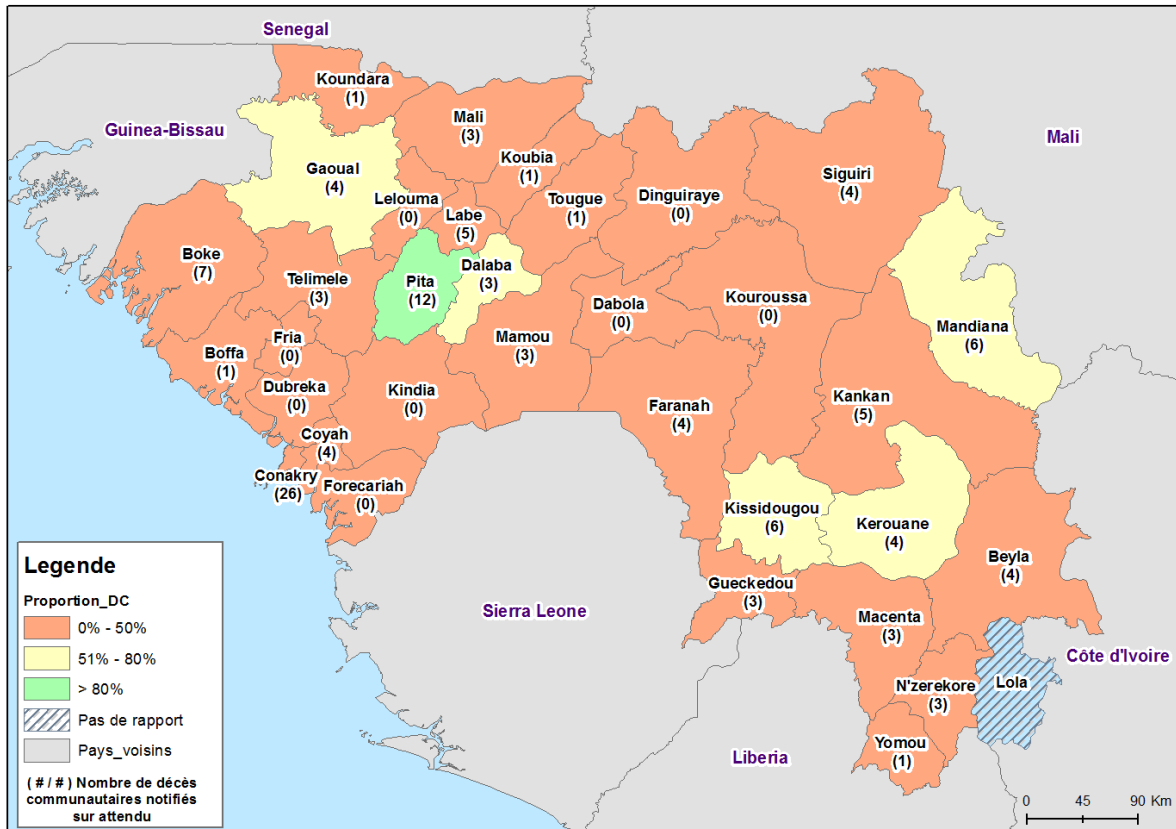 Senegal
Koundara
(1)
Guinea-Bissau
Mali
(3)
Mali
Gaoual
(4)
Koubia
(1)
Siguiri
(4)
Lelouma
(0)
Labe
(5)
Tougue
(1)
Dinguiraye
(0)
Boke
(7)
Telimele
(3)
Pita
(12)
Dalaba
(3)
Dabola
(0)
Kouroussa
(0)
Mandiana
(6)
Fria
(0)
Boffa
(1)
Mamou
(3)
Dubreka
(0)
Kindia
(0)
Faranah
(4)
Kankan
(5)
Coyah
(4)
Conakry
(26)
Forecariah
(0)
Kissidougou
(6)
Kerouane
(4)
Beyla
(4)
Gueckedou
(3)
Sierra Leone
Macenta
(3)
Côte d'Ivoire
N'zerekore
(3)
Lola
Yomou
(1)
Liberia
Legende
Proportion_DC
0% - 50%
51% - 80%
> 80%
Pas de rapport
Pays_voisins
( # / # ) Nombre de décès
communautaires notifiés
sur attendu
0 45 90 Km